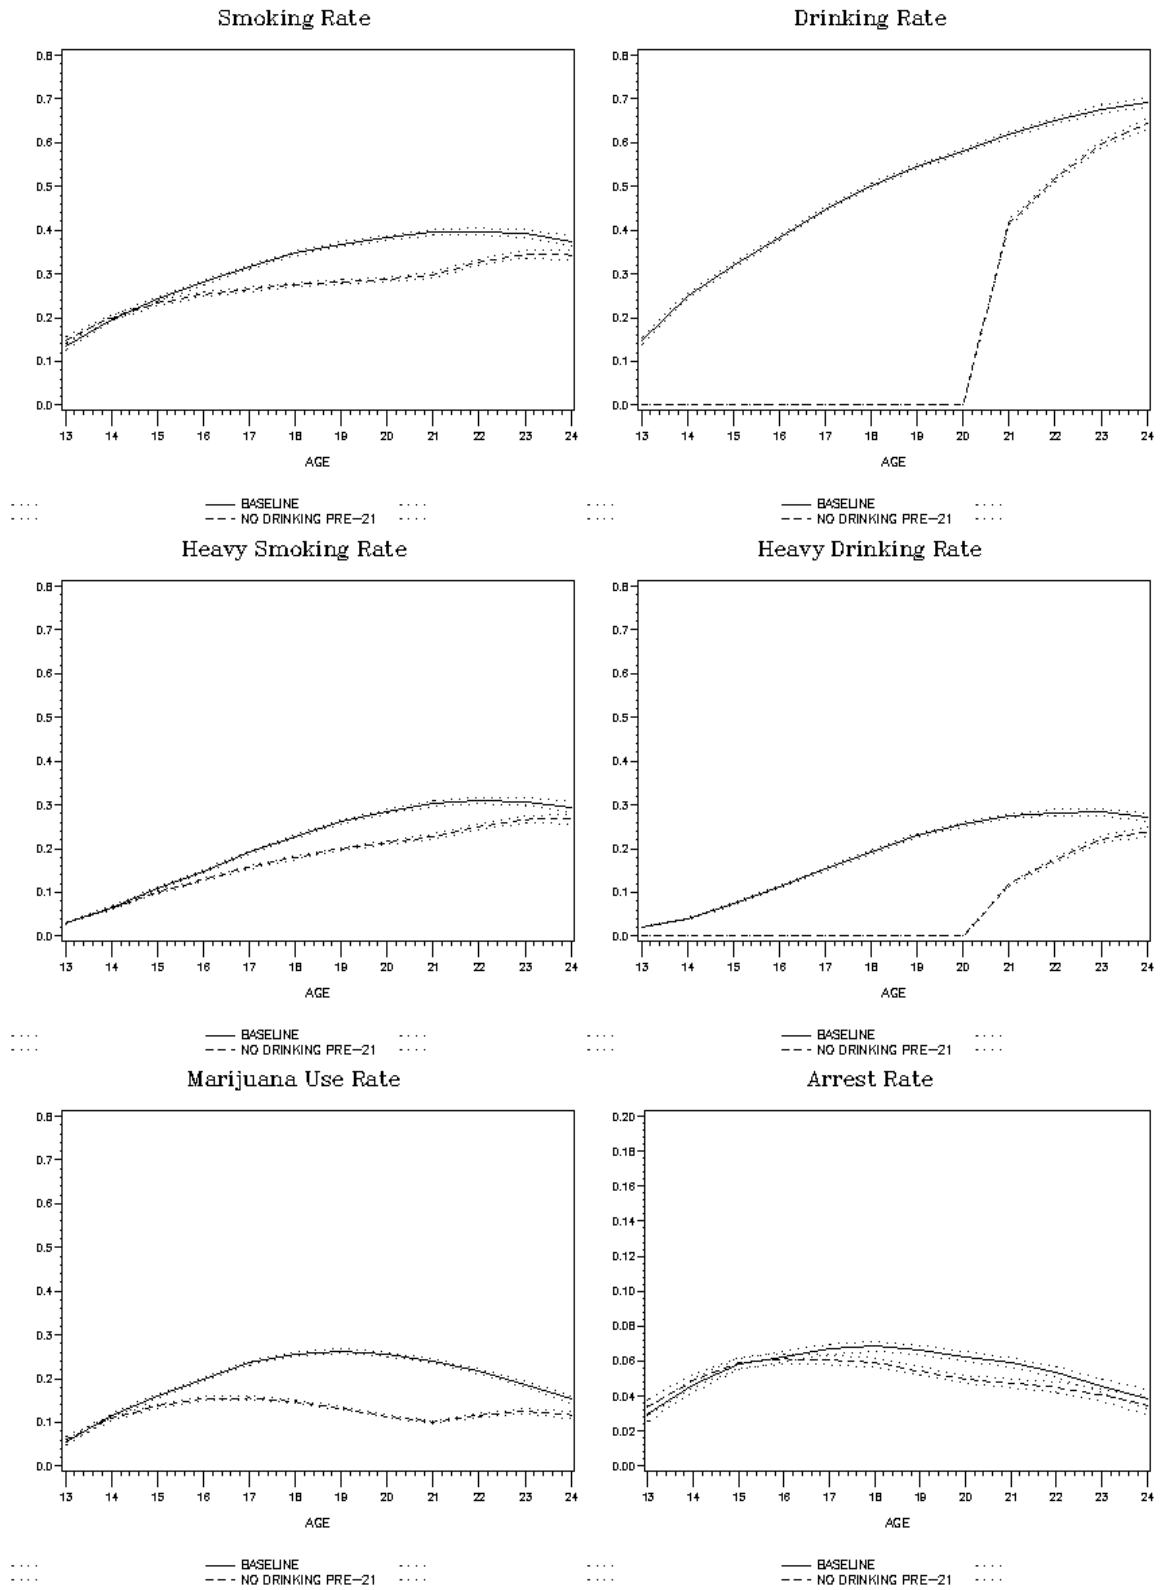 Smoking Rate
0.8
0.7
0.6
0.5
0.4
0.3
0.2
0.1
0.0
13 14 15 16 17 18 19 20 21 22 23 24
AGE
BASELINE
NO DRINKING PRE-21
Drinking Rate
0.8
0.7
0.6
0.5
0.4
0.3
0.2
0.1
0.0
13 14 15 16 17 18 19 20 21 22 23 24
AGE
BASELINE
NO DRINKING PRE-21
Heavy Smoking Rate
0.8
0.7
0.6
0.5
0.4
0.3
0.2
0.1
0.0
13 14 15 16 17 18 19 20 21 22 23 24
AGE
BASELINE
NO DRINKING PRE-21
Heavy Drinking Rate
0.8
0.7
0.6
0.5
0.4
0.3
0.2
0.1
0.0
13 14 15 16 17 18 19 20 21 22 23 24
AGE
BASELINE
NO DRINKING PRE-21
Marijuana Use Rate
0.8
0.7
0.6
0.5
0.4
0.3
0.2
0.1
0.0
13 14 15 16 17 18 19 20 21 22 23 24
AGE
BASELINE
NO DRINKING PRE-21
Arrest Rate
0.20
0.18
0.16
0.14
0.12
0.10
0.08
0.06
0.04
0.02
0.00
13 14 15 16 17 18 19 20 21 22 23 24
AGE
BASELINE
NO DRINKING PRE-21